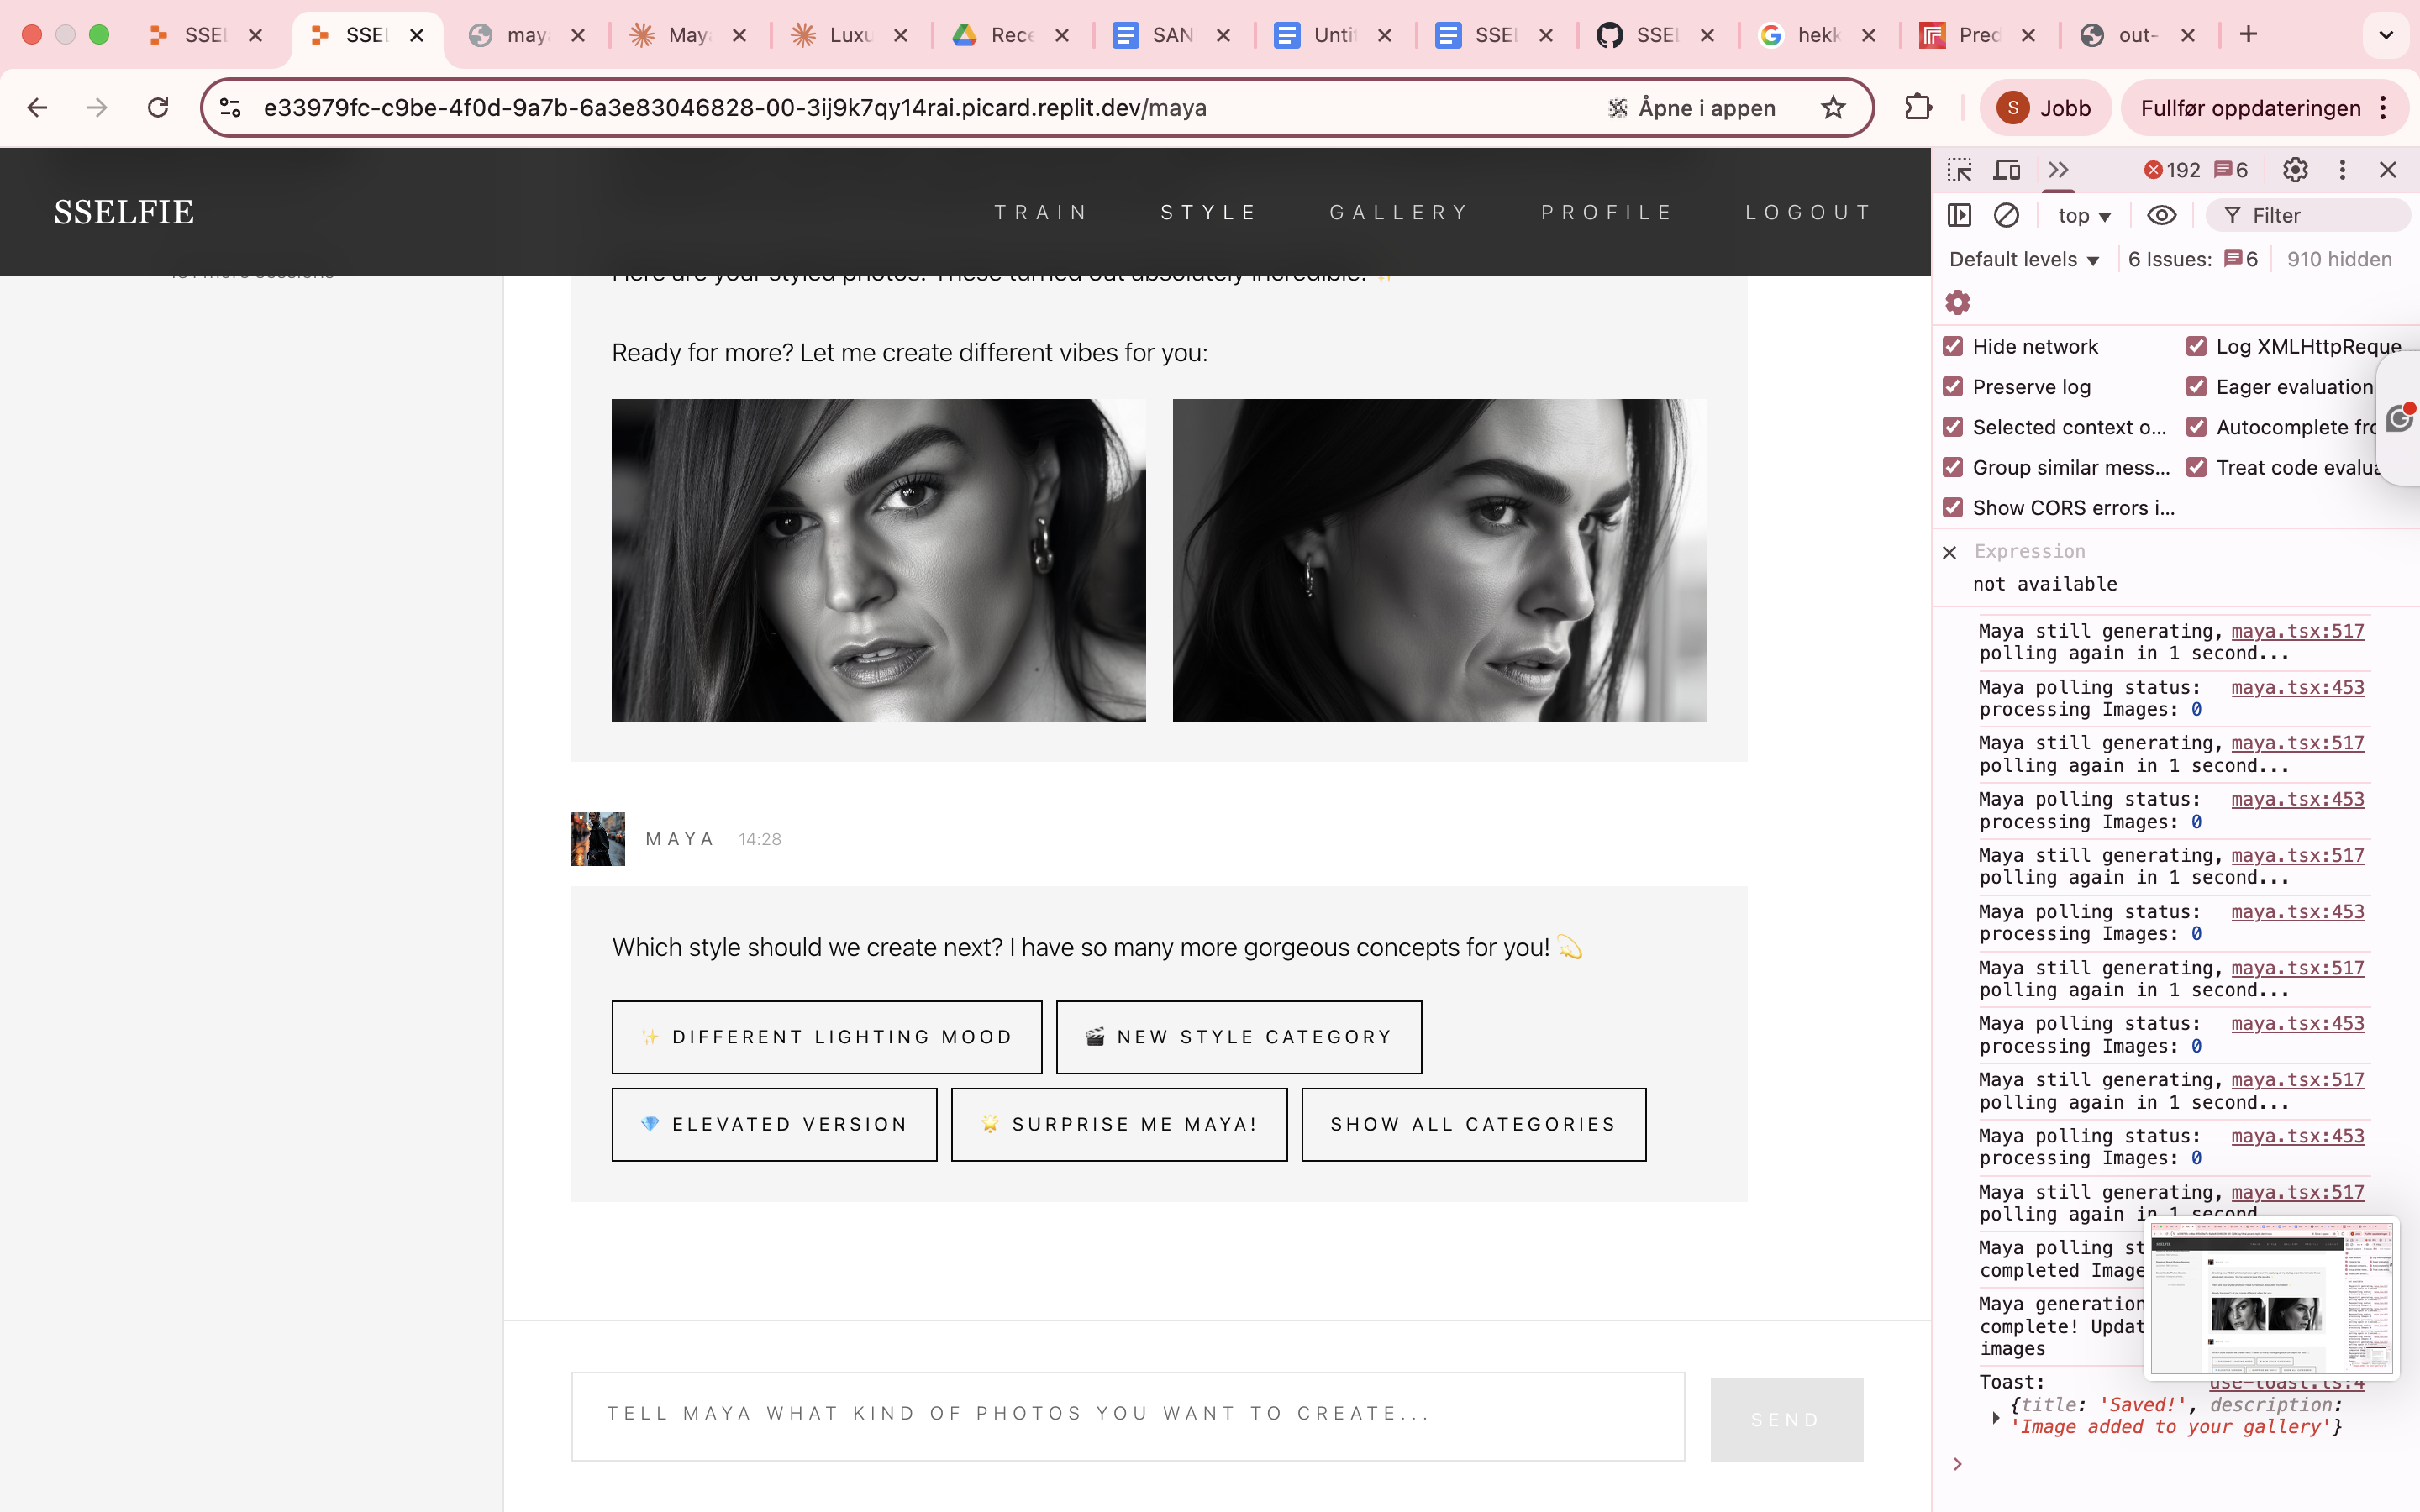 SSEL
SSEL
may
May
Luxu
Rece
SAN
Unti
SSEL
SSEL
hekk
Pred
out-
e33979fc-c9be-4f0d-9a7b-6a3e83046828-00-3ij9k7qy14rai.picard.replit.dev/maya
Åpne i appen
S Jobb
Fullfør oppdateringen
SSELFIE
TRAIN STYLE GALLERY PROFILE LOGOUT
Here are your styled photos! These turned out absolutely incredible! ✨
Ready for more? Let me create different vibes for you:
MAYA 14:28
Which style should we create next? I have so many more gorgeous concepts for you! 💫
✨ DIFFERENT LIGHTING MOOD
🎬 NEW STYLE CATEGORY
💎 ELEVATED VERSION
🌟 SURPRISE ME MAYA!
SHOW ALL CATEGORIES
TELL MAYA WHAT KIND OF PHOTOS YOU WANT TO CREATE...
SEND
192 6
top
Filter
Default levels 6 Issues: 6 910 hidden
Hide network Log XMLHttpReque
Preserve log Eager evaluation
Selected context o... Autocomplete fro
Group similar mess... Treat code evalua
Show CORS errors i...
Expression
not available
Maya still generating, maya.tsx:517
polling again in 1 second...
Maya polling status: maya.tsx:453
processing Images: 0
Maya still generating, maya.tsx:517
polling again in 1 second...
Maya polling status: maya.tsx:453
processing Images: 0
Maya still generating, maya.tsx:517
polling again in 1 second...
Maya polling status: maya.tsx:453
processing Images: 0
Maya still generating, maya.tsx:517
polling again in 1 second...
Maya polling status: maya.tsx:453
processing Images: 0
Maya still generating, maya.tsx:517
polling again in 1 second...
Maya polling status: maya.tsx:453
processing Images: 0
Maya still generating, maya.tsx:517
polling again in 1 second
Maya polling st
completed Image
Maya generation
complete! Updat
images
Toast: use-toast.ts:4
{title: 'Saved!', description:
'Image added to your gallery'}